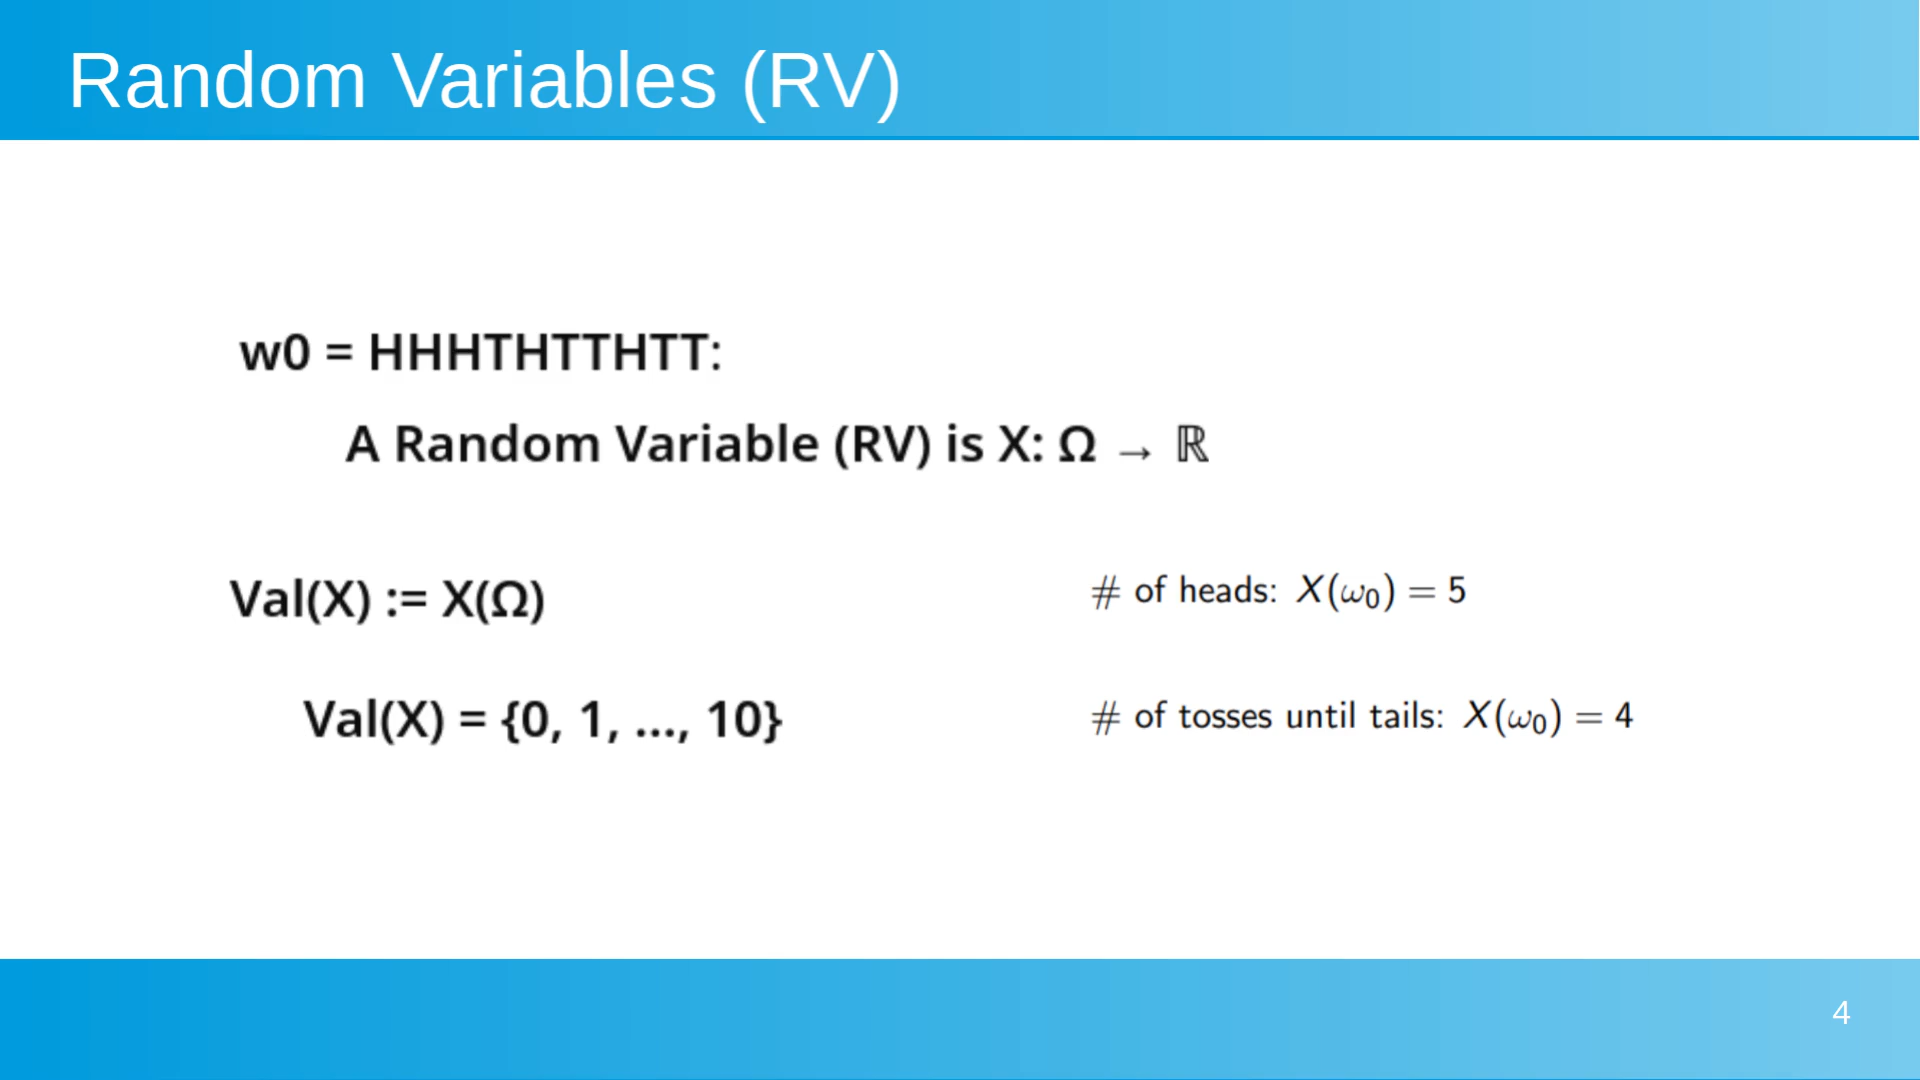 Random Variables (RV)
w0 = HHHTHTTHTT:
A Random Variable (RV) is X: Ω → ℝ
Val(X) := X(Ω)
# of heads: X(ω₀) = 5
Val(X) = {0, 1, ..., 10}
# of tosses until tails: X(ω₀) = 4
4